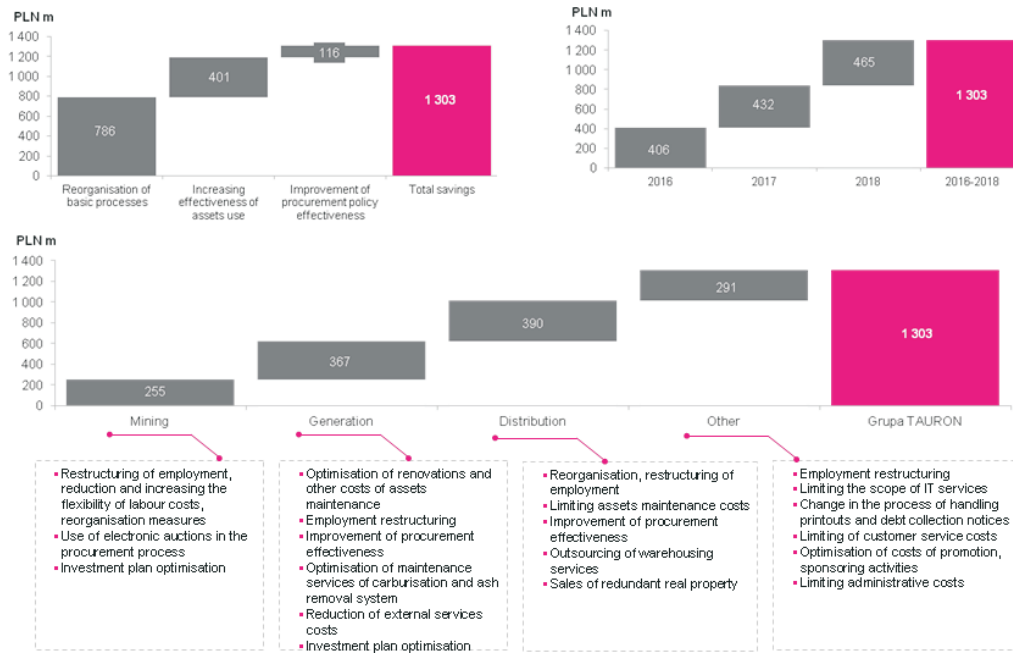 PLN m
1 400
1 200
1 000
800
600
400
200
0
116
401
786
1 303
Reorganisation of
basic processes
Increasing
effectiveness of
assets use
Improvement of
procurement policy
effectiveness
Total savings
PLN m
1 400
1 200
1 000
800
600
400
200
0
406
432
465
1 303
2016
2017
2018
2016-2018
PLN m
1 400
1 200
1 000
800
600
400
200
0
255
367
390
291
1 303
Mining
Generation
Distribution
Other
Grupa TAURON
Restructuring of employment,
reduction and increasing the
flexibility of labour costs,
reorganisation measures
Use of electronic auctions in the
procurement process
Investment plan optimisation
Optimisation of renovations and
other costs of assets
maintenance
Employment restructuring
Improvement of procurement
effectiveness
Optimisation of maintenance
services of carburisation and ash
removal system
Reduction of external services
costs
Investment plan optimisation
Reorganisation, restructuring of
employment
Limiting assets maintenance costs
Improvement of procurement
effectiveness
Outsourcing of warehousing
services
Sales of redundant real property
Employment restructuring
Limiting the scope of IT services
Change in the process of handling
printouts and debt collection notices
Limiting of customer service costs
Optimisation of costs of promotion,
sponsoring activities
Limiting administrative costs